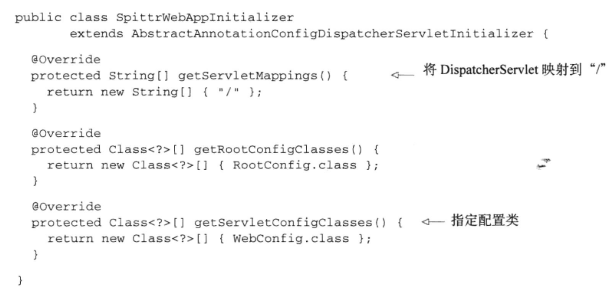 public class SpittrWebAppInitializer
extends AbstractAnnotationConfigDispatcherServletInitializer {
@Override
protected String[] getServletMappings() { 将 DispatcherServlet 映射到 “/”
return new String[] { "/" };
}
@Override
protected Class<?>[] getRootConfigClasses() {
return new Class<?>[] { RootConfig.class };
}
@Override
protected Class<?>[] getServletConfigClasses() { 指定配置类
return new Class<?>[] { WebConfig.class };
}
}